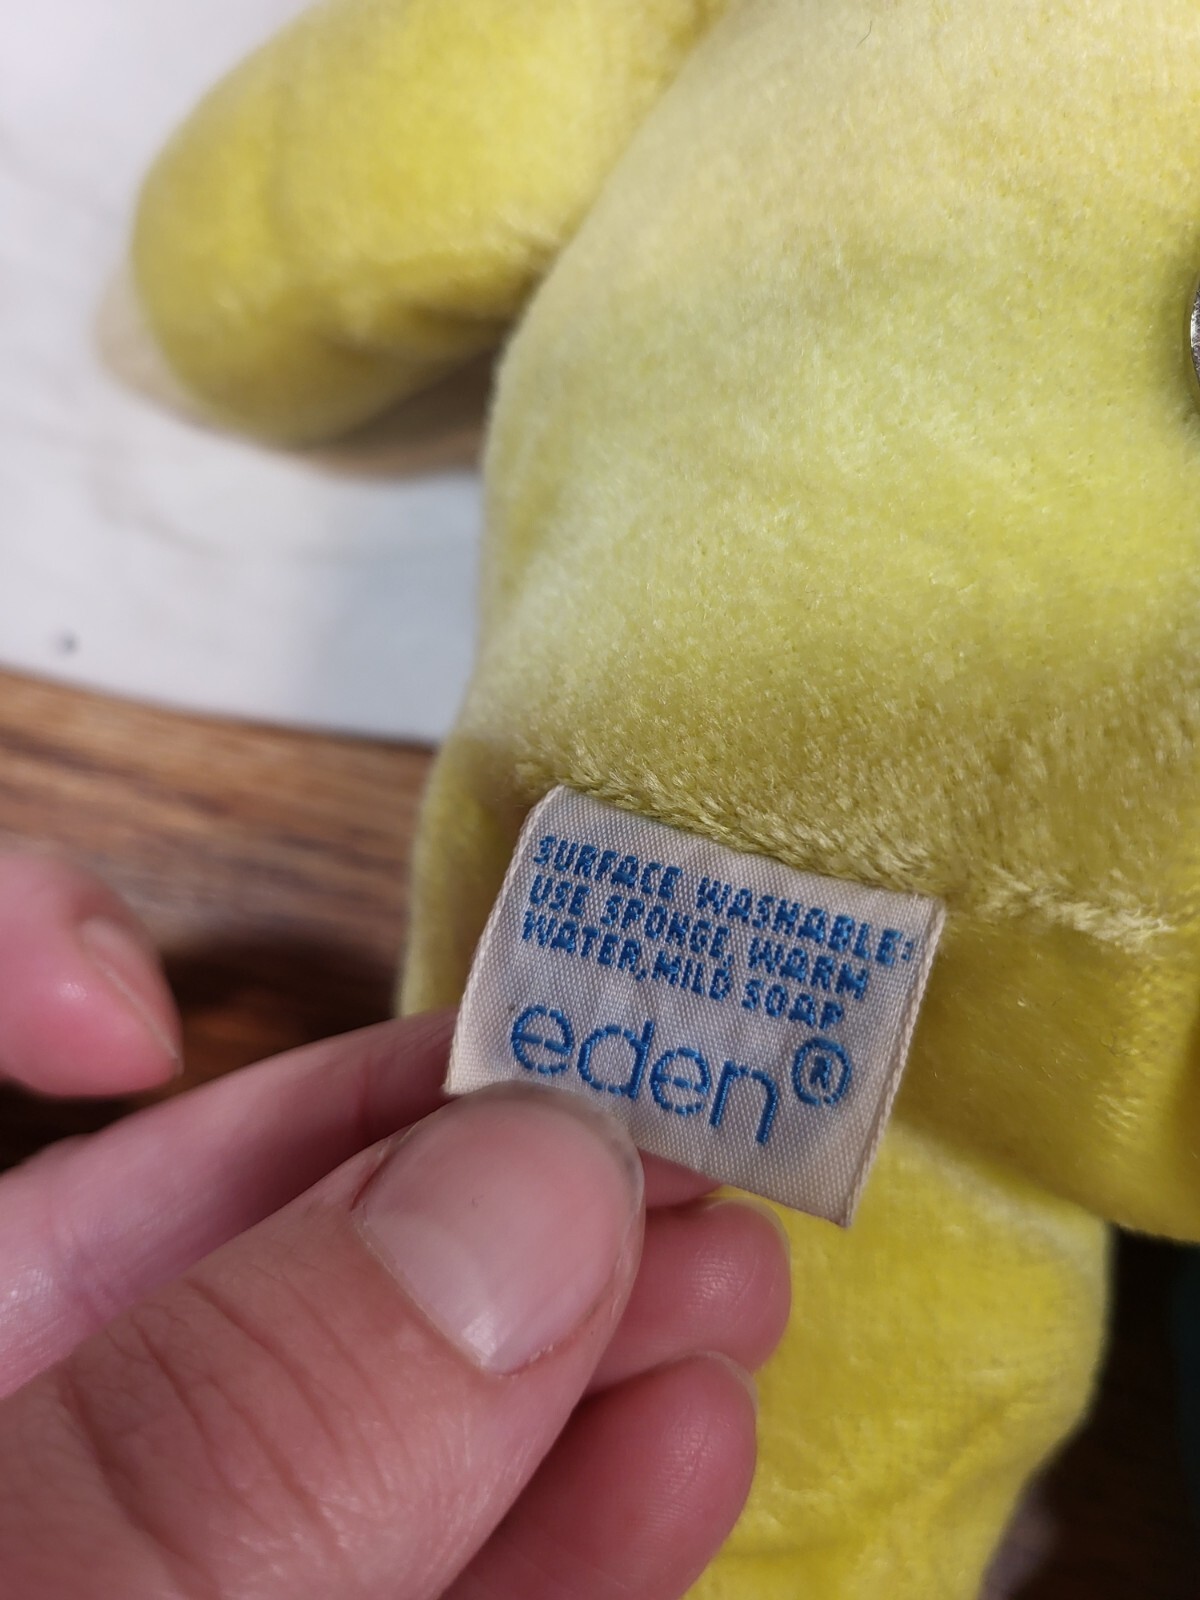 SURFACE WASHABLE:
USE SPONGE, WARM
WATER, MILD SOAP
eden®